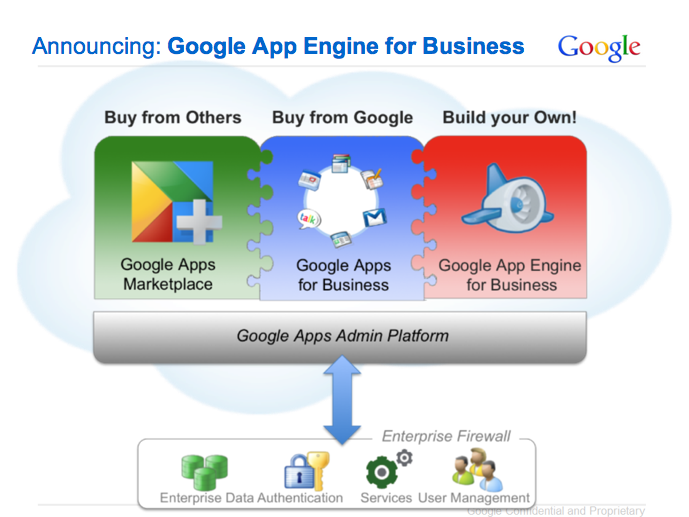 Announcing: Google App Engine for Business
Google
Buy from Others
Buy from Google
Build your Own!
talk
Google Apps
Marketplace
Google Apps
for Business
Google App Engine
for Business
Google Apps Admin Platform
Enterprise Firewall
Enterprise Data
Authentication
Services
User Management
Google Confidential and Proprietary